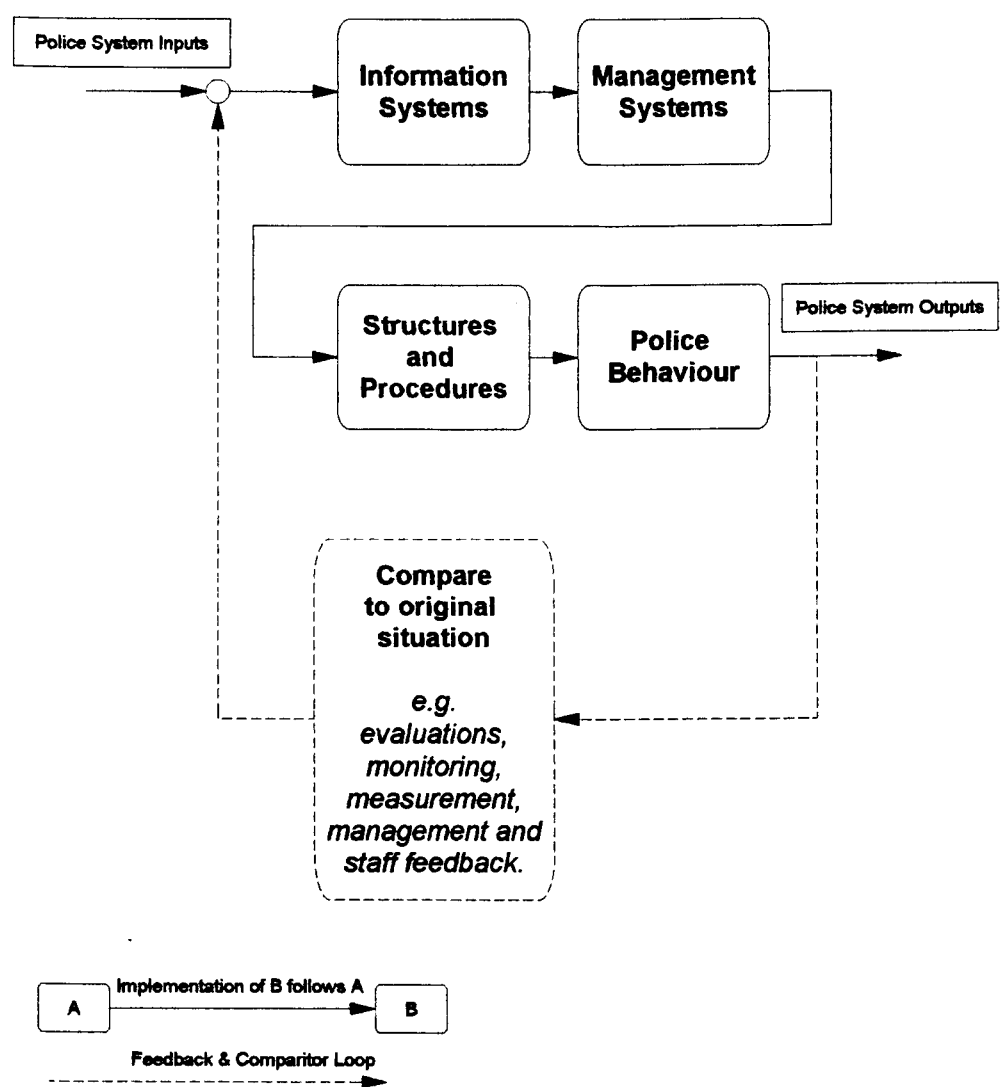 Police System Inputs
Information
Systems
Management
Systems
Structures
and
Procedures
Police
Behaviour
Police System Outputs
Compare
to original
situation
e.g.
evaluations,
monitoring,
measurement,
management and
staff feedback.
Implementation of B follows A
A
B
Feedback & Comparitor Loop